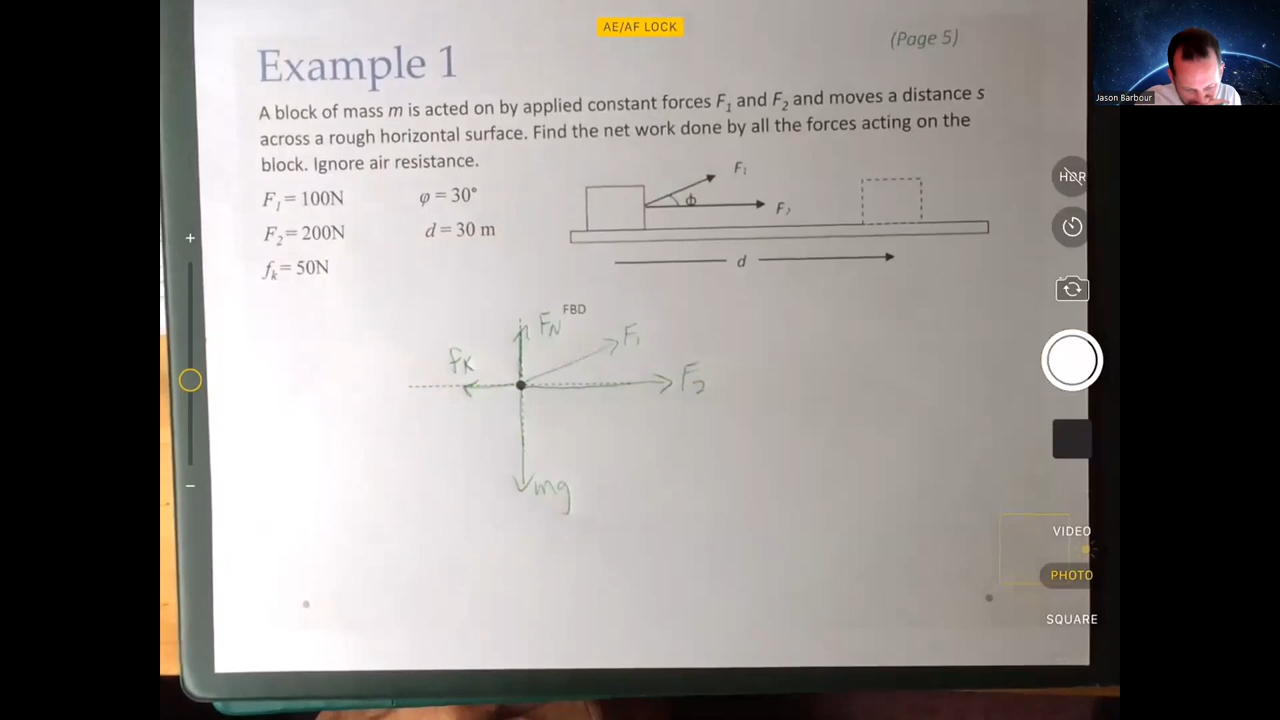 AE/AF LOCK
(Page 5)
Jason Barbour
Example 1
A block of mass m is acted on by applied constant forces F₁ and F₂ and moves a distance s
across a rough horizontal surface. Find the net work done by all the forces acting on the
block. Ignore air resistance.
F₁ = 100N φ = 30°
F₂ = 200N d = 30 m
fₖ = 50N
F₁
ϕ
F₂
d
FBD
F_N
F₁
fₖ
F₂
mg
HDR
+
−
VIDEO
PHOTO
SQUARE